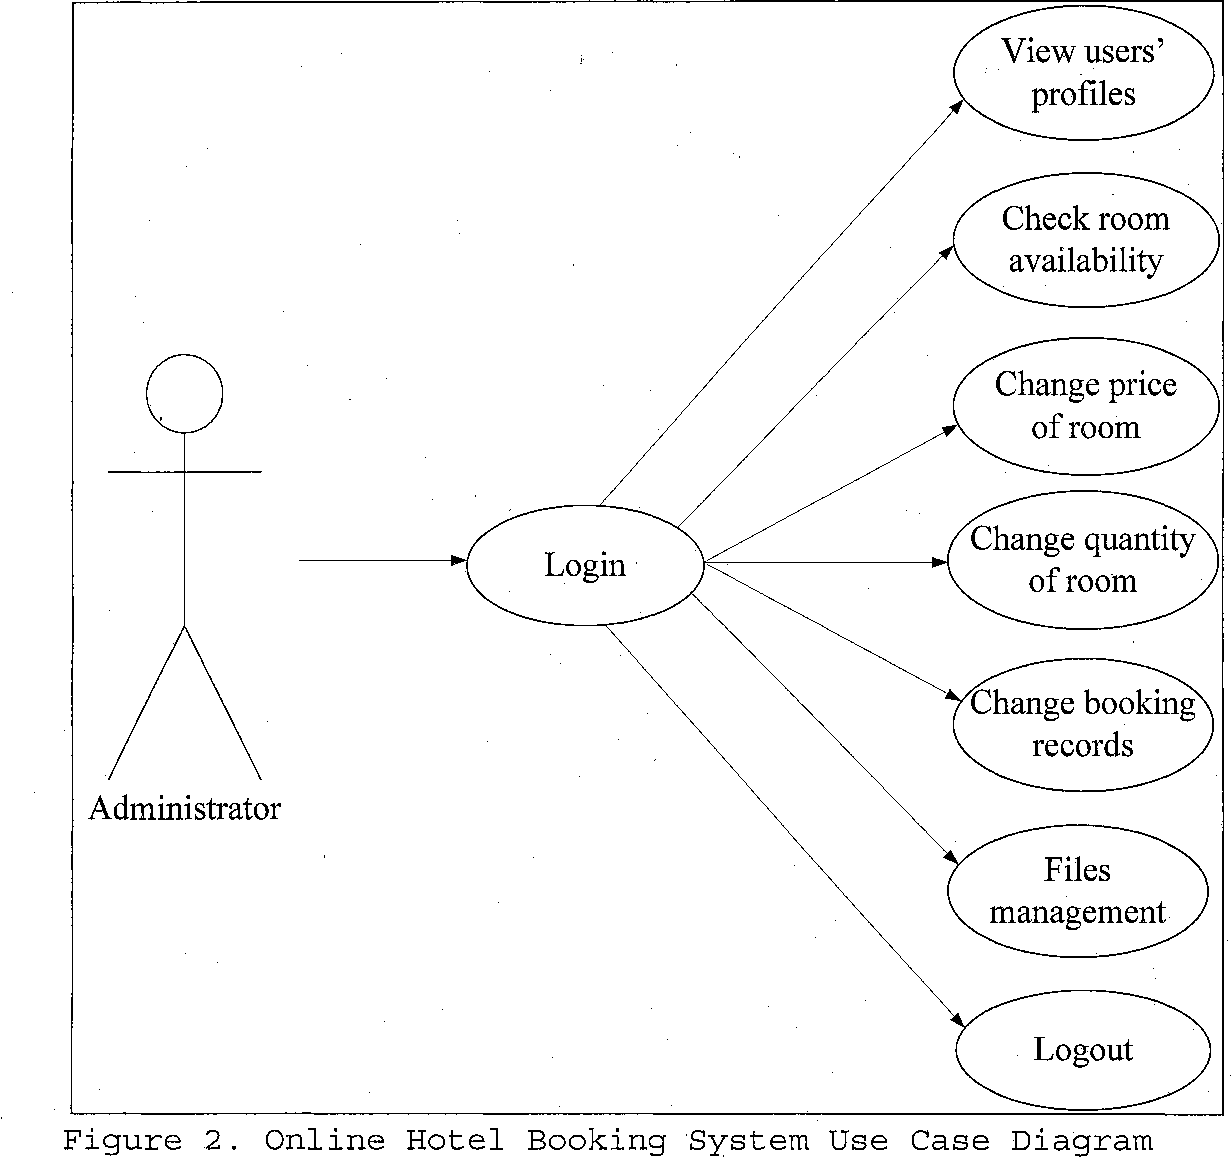 View users'
profiles
Check room
availability
Change price
of room
Login
Change quantity
of room
Change booking
records
Administrator
Files
management
Logout
Figure 2. Online Hotel Booking System Use Case Diagram